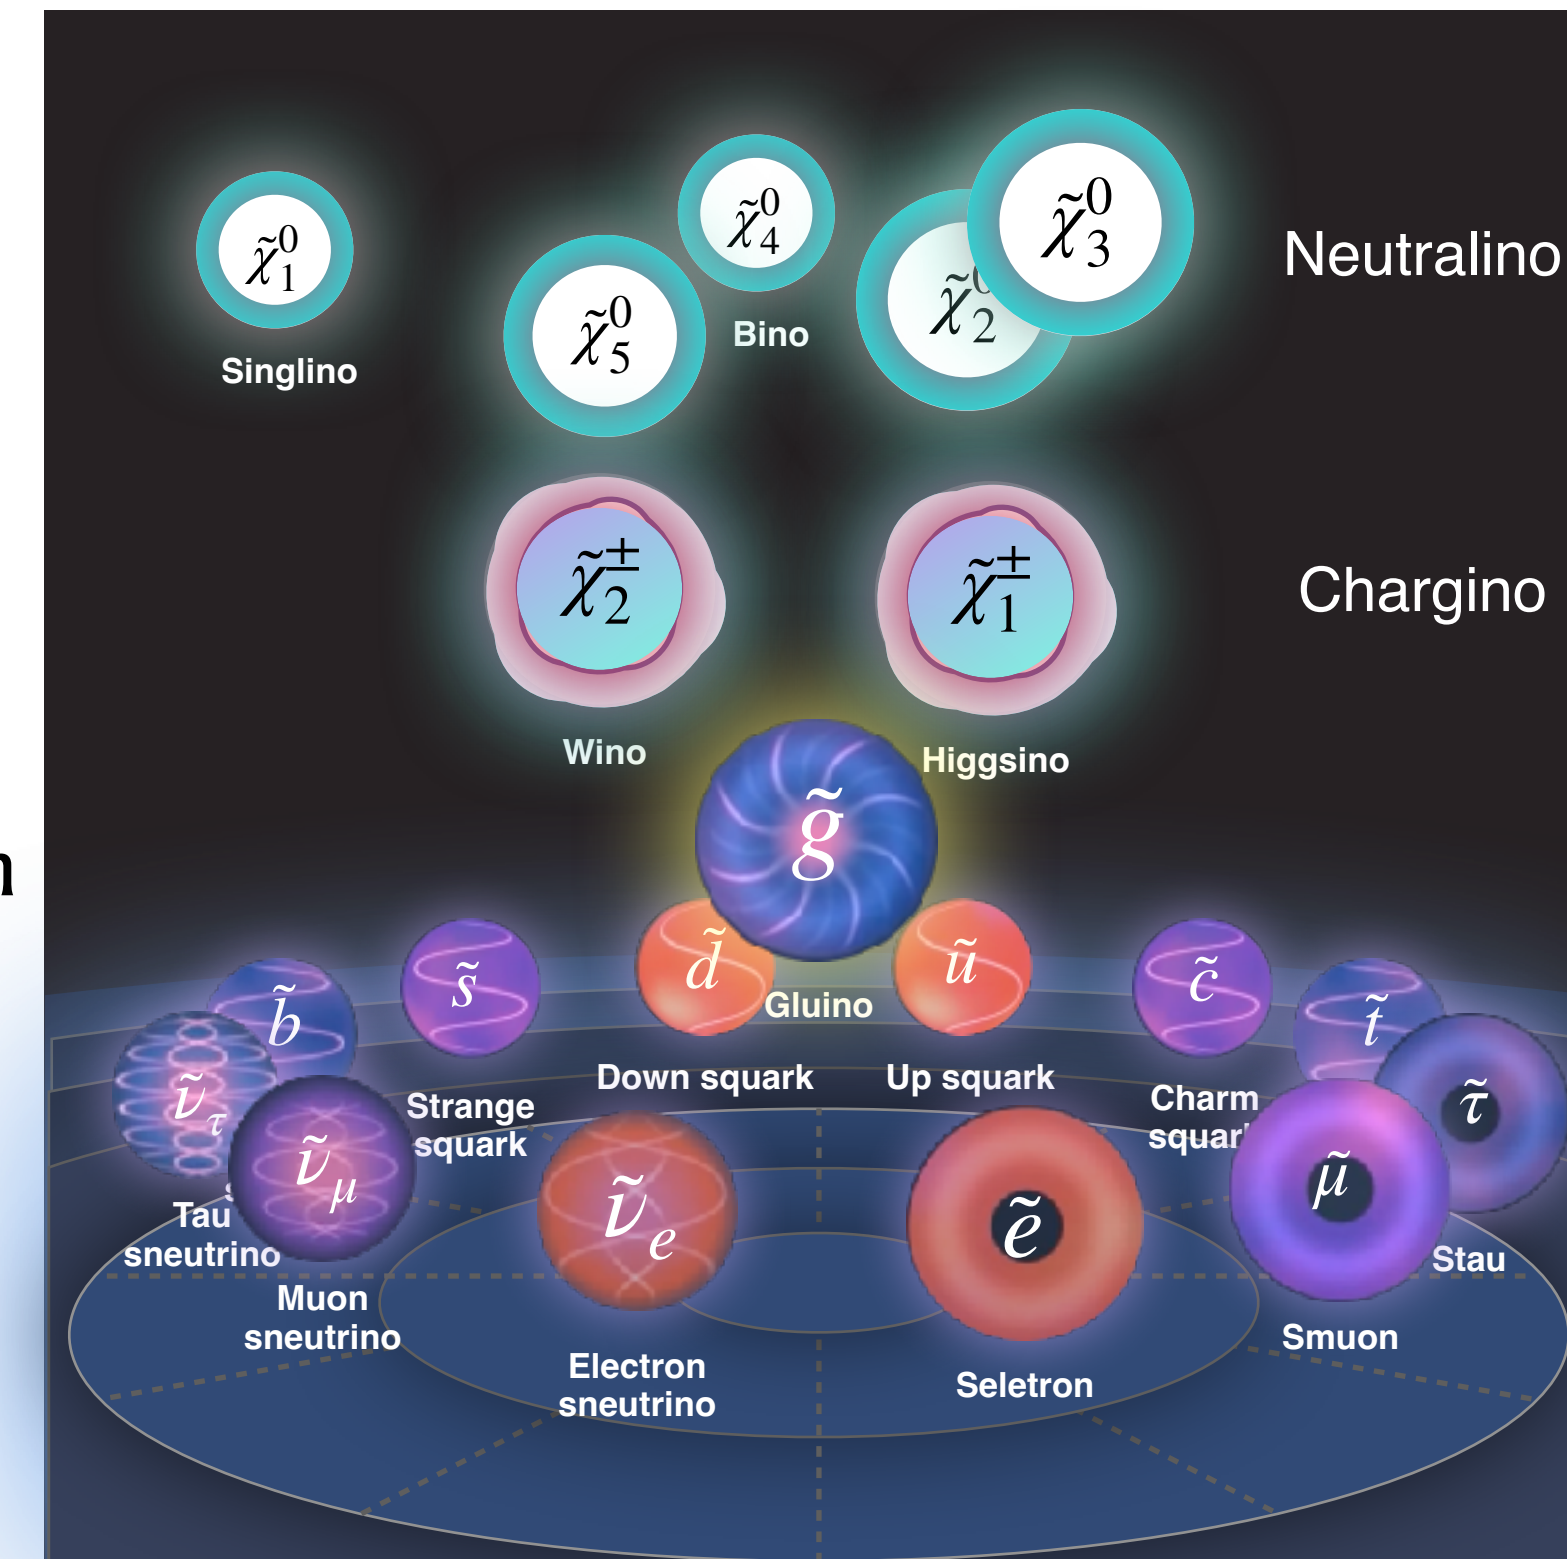 χ̃⁰₁
χ̃⁰₅
χ̃⁰₄
χ̃⁰₂
χ̃⁰₃
Neutralino
Singlino
Bino
χ̃±₂
χ̃±₁
Chargino
Wino
Higgsino
g̃
n
b̃
s̃
d̃
ũ
c̃
t̃
Gluino
Down squark
Up squark
Strange
squark
Charm
squark
ν̃τ
ν̃μ
ν̃e
ẽ
μ̃
τ̃
Tau
sneutrino
Muon
sneutrino
Electron
sneutrino
Seletron
Smuon
Stau